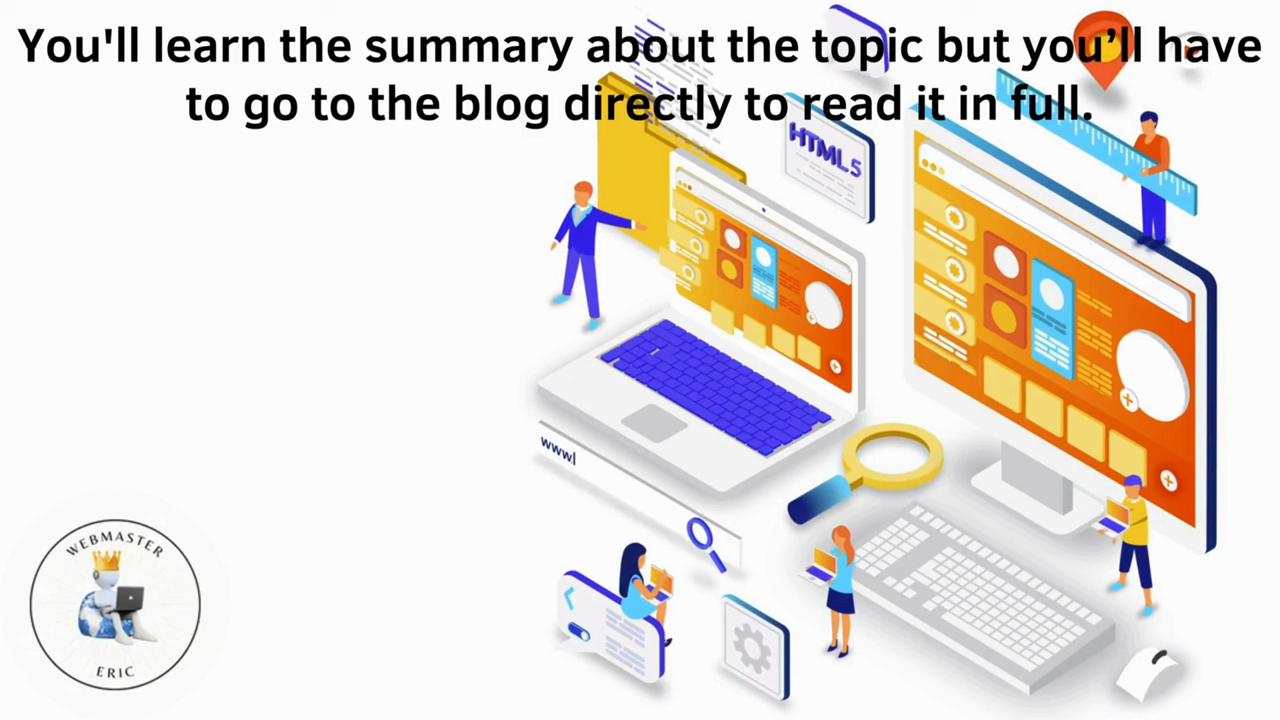 You'll learn the summary about the topic but you’ll have
to go to the blog directly to read it in full.
HTML5
www
WEBMASTER
ERIC